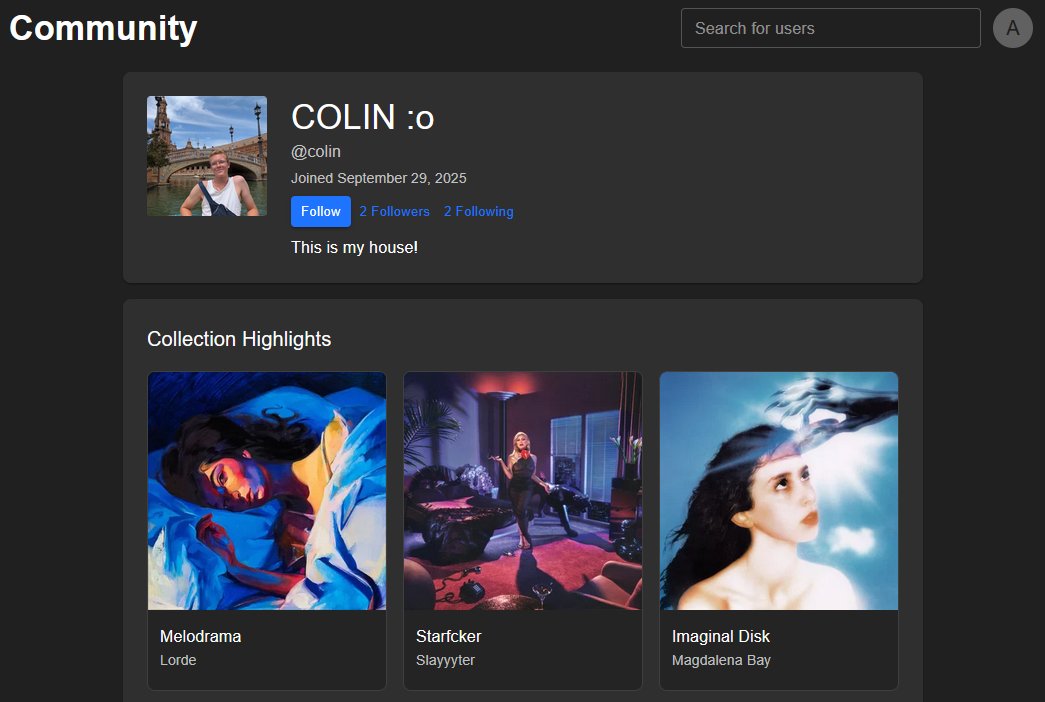 Community
Search for users
A
COLIN :o
@colin
Joined September 29, 2025
Follow 2 Followers 2 Following
This is my house!
Collection Highlights
Melodrama
Lorde
Starfcker
Slayyyter
Imaginal Disk
Magdalena Bay